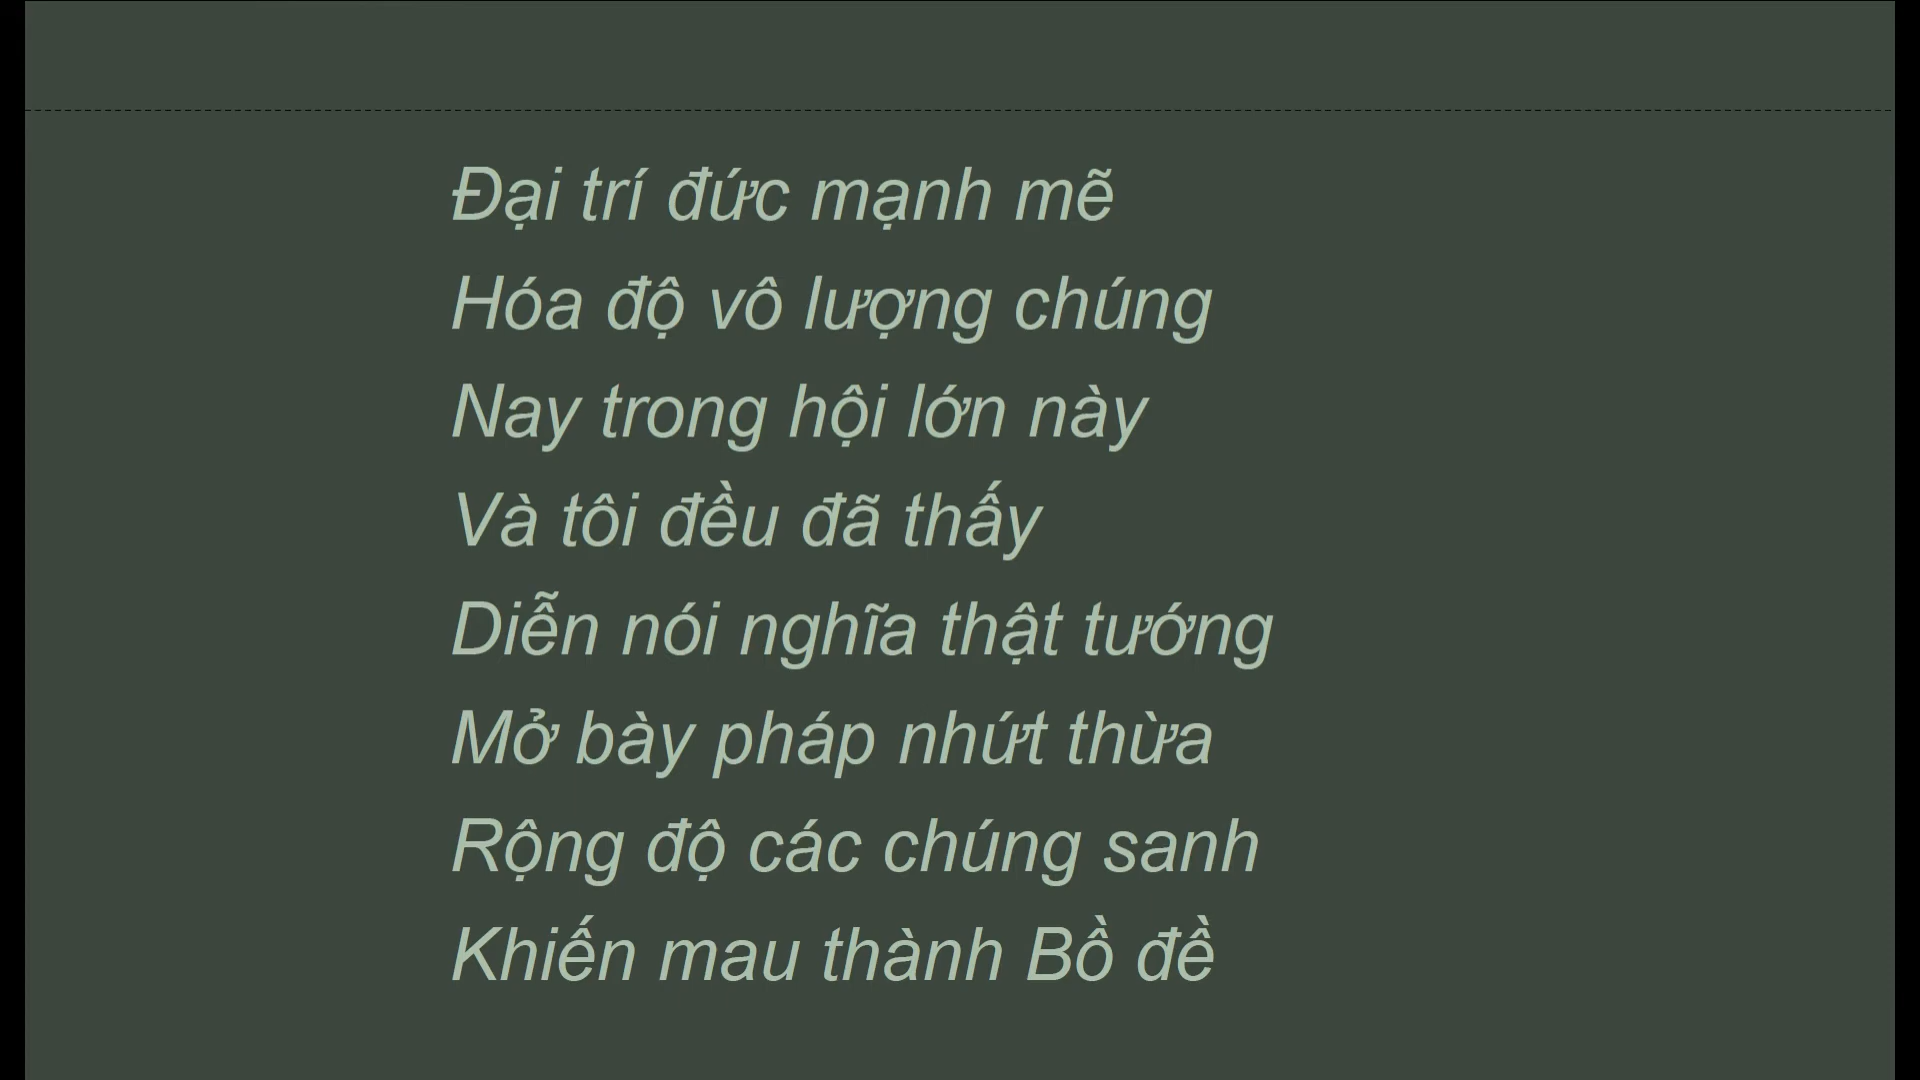 Đại trí đức mạnh mẽ
Hóa độ vô lượng chúng
Nay trong hội lớn này
Và tôi đều đã thấy
Diễn nói nghĩa thật tướng
Mở bày pháp nhứt thừa
Rộng độ các chúng sanh
Khiến mau thành Bồ đề